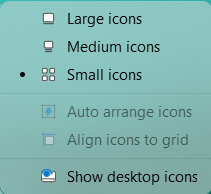 Large icons
Medium icons
Small icons
Auto arrange icons
Align icons to grid
Show desktop icons